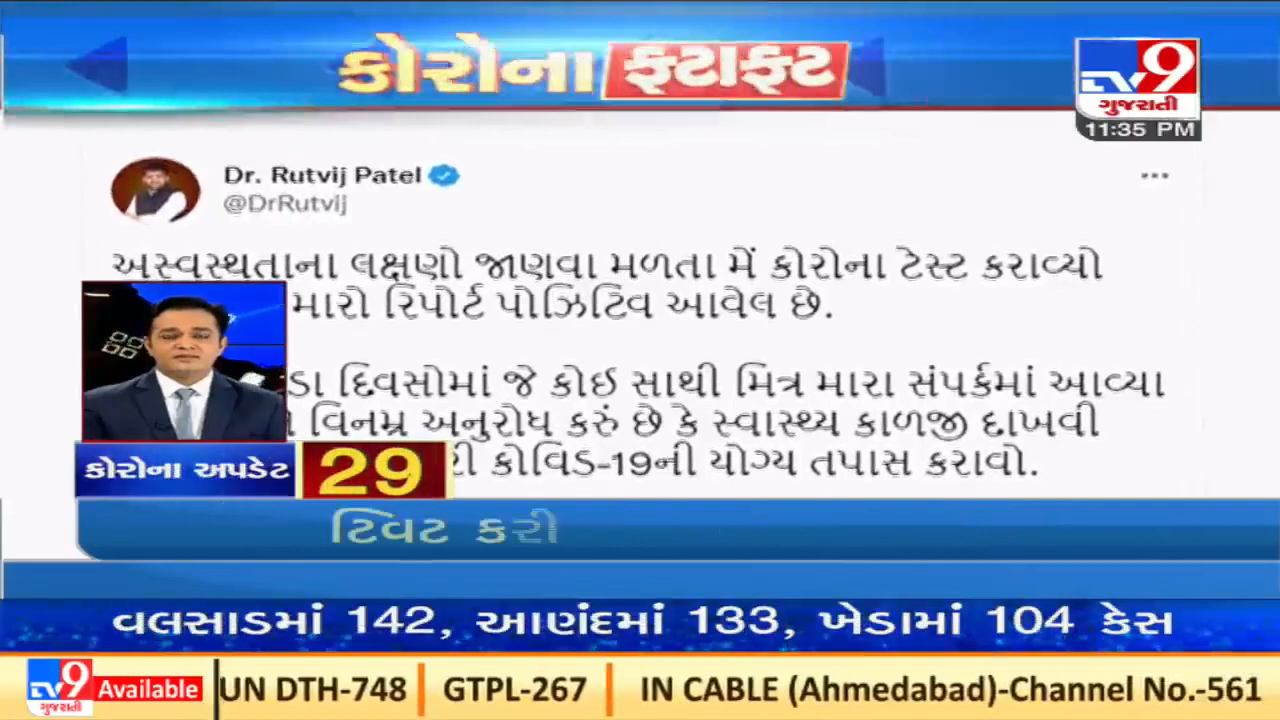 કોરોના ફટાફટ
TV9
ગુજરાતી
11:35 PM
Dr. Rutvij Patel
@DrRutvij
અસ્વસ્થતાના લક્ષણો જાણવા મળતા મેં કોરોના ટેસ્ટ કરાવ્યો
મારો રિપોર્ટ પોઝિટિવ આવેલ છે.
દિવસોમાં જે કોઇ સાથી મિત્ર મારા સંપર્કમાં આવ્યા
વિનમ્ર અનુરોધ કરું છે કે સ્વાસ્થ્ય કાળજી દાખવી
કોવિડ-19ની યોગ્ય તપાસ કરાવો.
કોરોના અપડેટ 29
ટ્વિટ કરી
વલસાડમાં 142, આણંદમાં 133, ખેડામાં 104 કેસ
TV9 ગુજરાતી Available UN DTH-748 GTPL-267 IN CABLE (Ahmedabad)-Channel No.-561